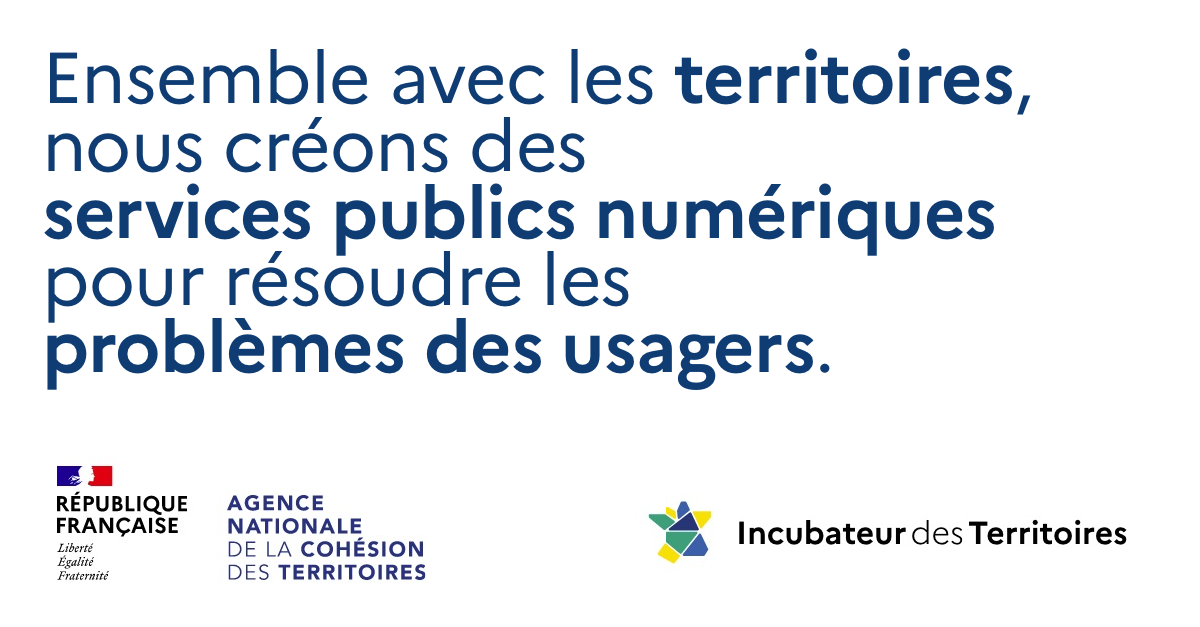 Ensemble avec les territoires,
nous créons des
services publics numériques
pour résoudre les
problèmes des usagers.
RÉPUBLIQUE
FRANÇAISE
Liberté
Égalité
Fraternité
AGENCE
NATIONALE
DE LA COHÉSION
DES TERRITOIRES
Incubateur des Territoires